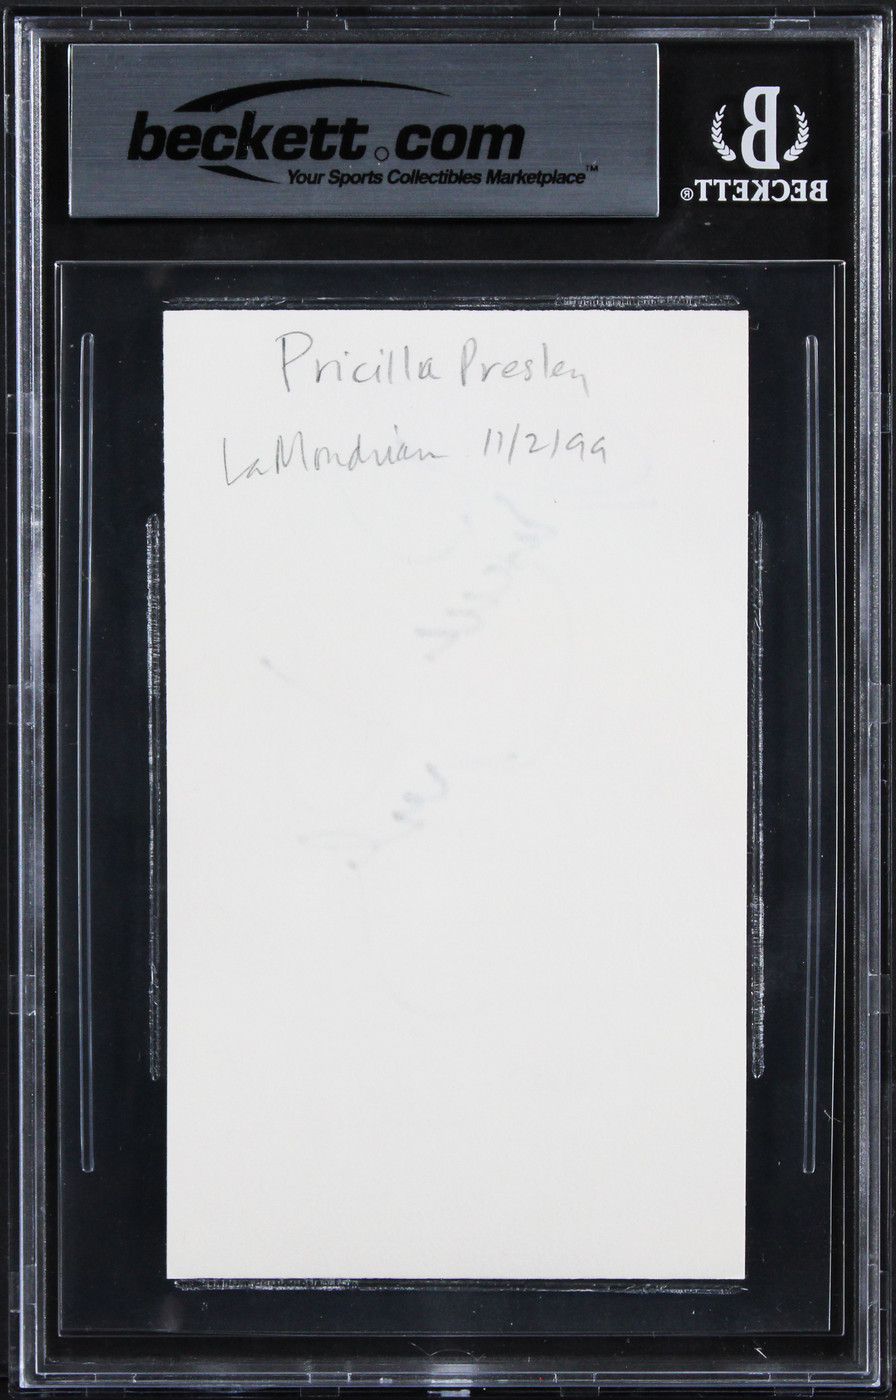 beckett.com
Your Sports Collectibles Marketplace™
B
BECKETT®
Pricilla Presley
LaMondrian 11/2/99